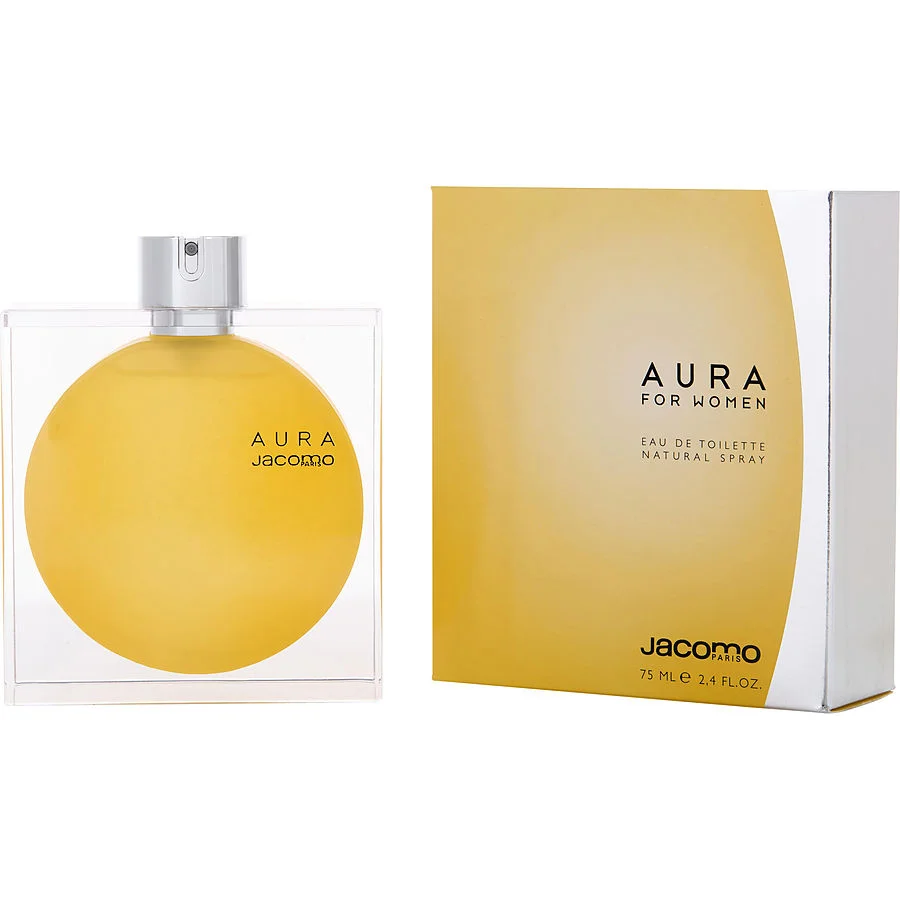 AURA
Jacomo
PARIS
AURA
FOR WOMEN
EAU DE TOILETTE
NATURAL SPRAY
Jacomo
PARIS
75 ML ℮ 2,4 FL.OZ.